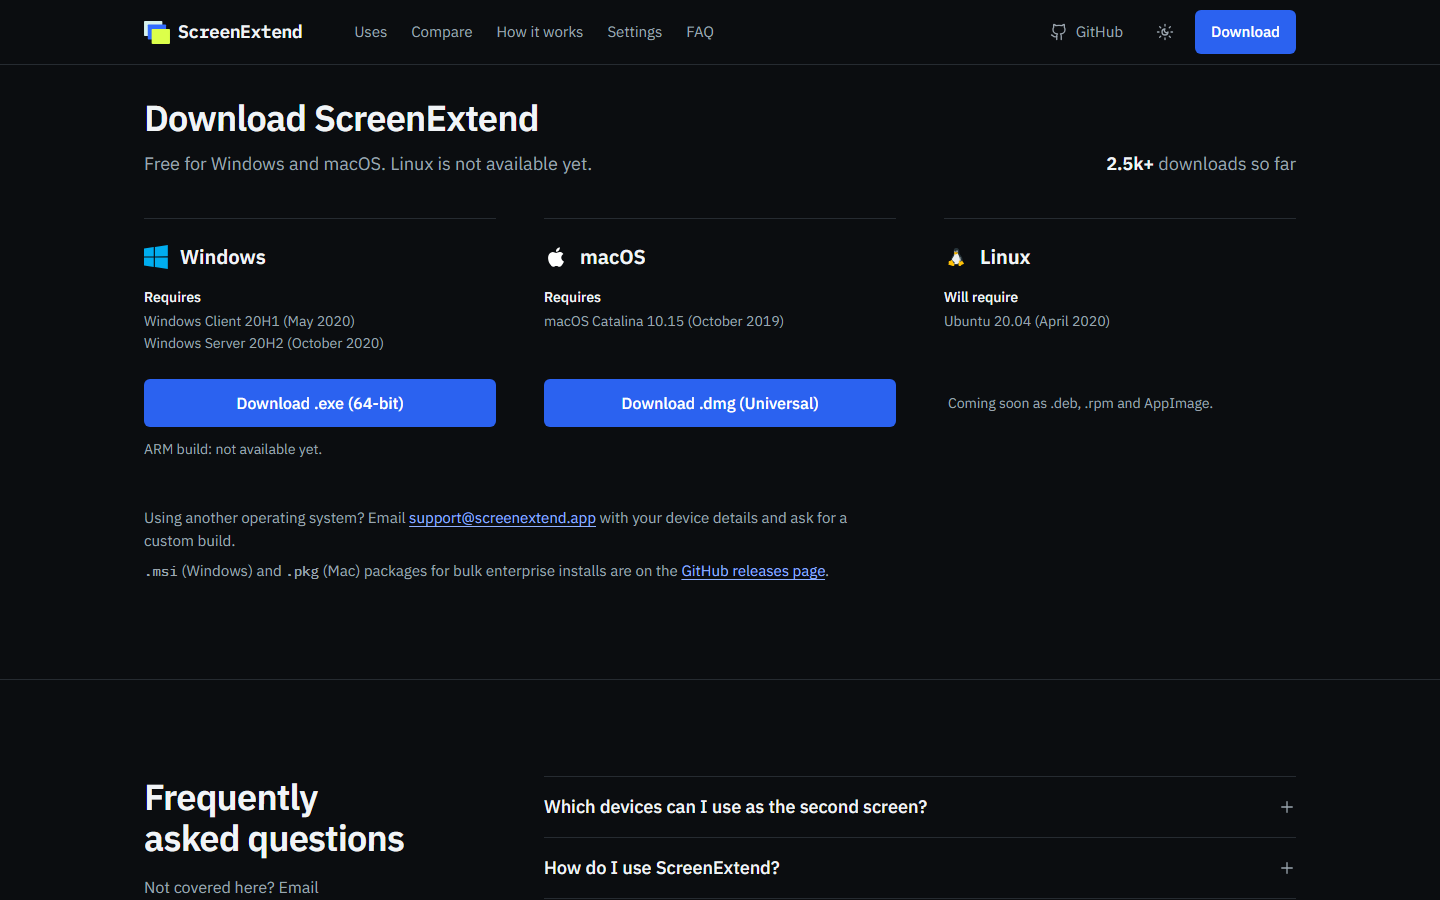 ScreenExtend
Uses
Compare
How it works
Settings
FAQ
GitHub
Download
Download ScreenExtend
Free for Windows and macOS. Linux is not available yet.
2.5k+ downloads so far
Windows
Requires
Windows Client 20H1 (May 2020)
Windows Server 20H2 (October 2020)
Download .exe (64-bit)
ARM build: not available yet.
macOS
Requires
macOS Catalina 10.15 (October 2019)
Download .dmg (Universal)
Linux
Will require
Ubuntu 20.04 (April 2020)
Coming soon as .deb, .rpm and AppImage.
Using another operating system? Email support@screenextend.app with your device details and ask for a
custom build.
.msi (Windows) and .pkg (Mac) packages for bulk enterprise installs are on the GitHub releases page.
Frequently
asked questions
Not covered here? Email
Which devices can I use as the second screen?
How do I use ScreenExtend?